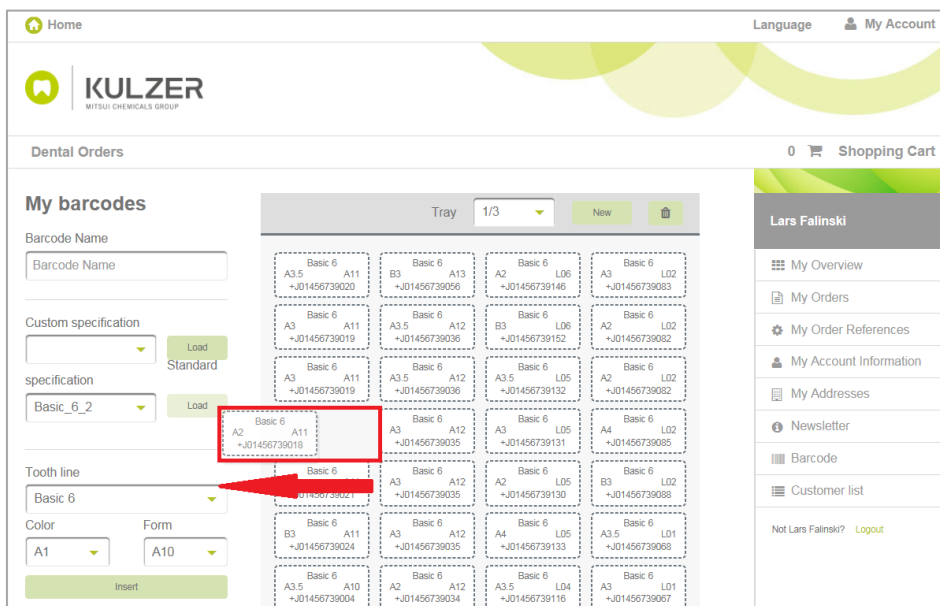 Home
Language My Account
KULZER
MITSUI CHEMICALS GROUP
Dental Orders
0 Shopping Cart
My barcodes
Barcode Name
Barcode Name
Custom specification
Load
Standard
specification
Basic_6_2
Load
Tooth line
Basic 6
Color Form
A1 A10
Insert
Tray 1/3 New
Basic 6 Basic 6 Basic 6 Basic 6
A3.5 A11 B3 A13 A2 L06 A3 L02
+J01456739020 +J01456739056 +J01456739146 +J01456739083
Basic 6 Basic 6 Basic 6 Basic 6
A3 A11 A3.5 A12 B3 L06 A2 L02
+J01456739019 +J01456739036 +J01456739152 +J01456739082
Basic 6 Basic 6 Basic 6 Basic 6
A3 A11 A3.5 A12 A3.5 L05 A2 L02
+J01456739019 +J01456739036 +J01456739132 +J01456739082
Basic 6 Basic 6 Basic 6 Basic 6
A2 A11 A3 A12 A3 L05 A4 L02
+J01456739018 +J01456739035 +J01456739131 +J01456739085
Basic 6 Basic 6 Basic 6 Basic 6
A3 A12 A2 L05 B3 L02
+J01456739021 +J01456739035 +J01456739130 +J01456739088
Basic 6 Basic 6 Basic 6 Basic 6
B3 A11 A3 A12 A4 L05 A3.5 L01
+J01456739024 +J01456739035 +J01456739133 +J01456739068
Basic 6 Basic 6 Basic 6 Basic 6
A3.5 A10 A2 A12 A3.5 L04 A3 L01
+J01456739004 +J01456739034 +J01456739116 +J01456739067
Lars Falinski
My Overview
My Orders
My Order References
My Account Information
My Addresses
Newsletter
Barcode
Customer list
Not Lars Falinski? Logout